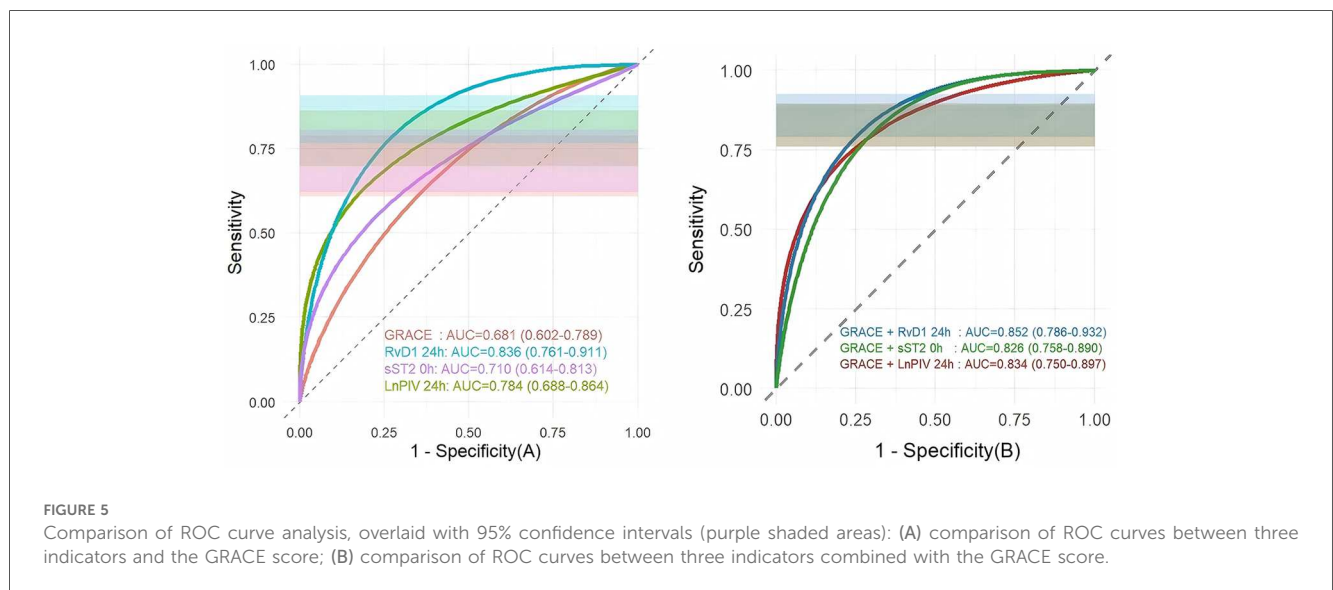 1.00
0.75
0.50
0.25
0.00
Sensitivity
GRACE : AUC=0.681 (0.602-0.789)
RvD1 24h: AUC=0.836 (0.761-0.911)
sST2 0h: AUC=0.710 (0.614-0.813)
LnPIV 24h: AUC=0.784 (0.688-0.864)
0.00 0.25 0.50 0.75 1.00
1 - Specificity(A)
1.00
0.75
0.50
0.25
0.00
Sensitivity
GRACE + RvD1 24h : AUC=0.852 (0.786-0.932)
GRACE + sST2 0h : AUC=0.826 (0.758-0.890)
GRACE + LnPIV 24h : AUC=0.834 (0.750-0.897)
0.00 0.25 0.50 0.75 1.00
1 - Specificity(B)
FIGURE 5
Comparison of ROC curve analysis, overlaid with 95% confidence intervals (purple shaded areas): (A) comparison of ROC curves between three
indicators and the GRACE score; (B) comparison of ROC curves between three indicators combined with the GRACE score.